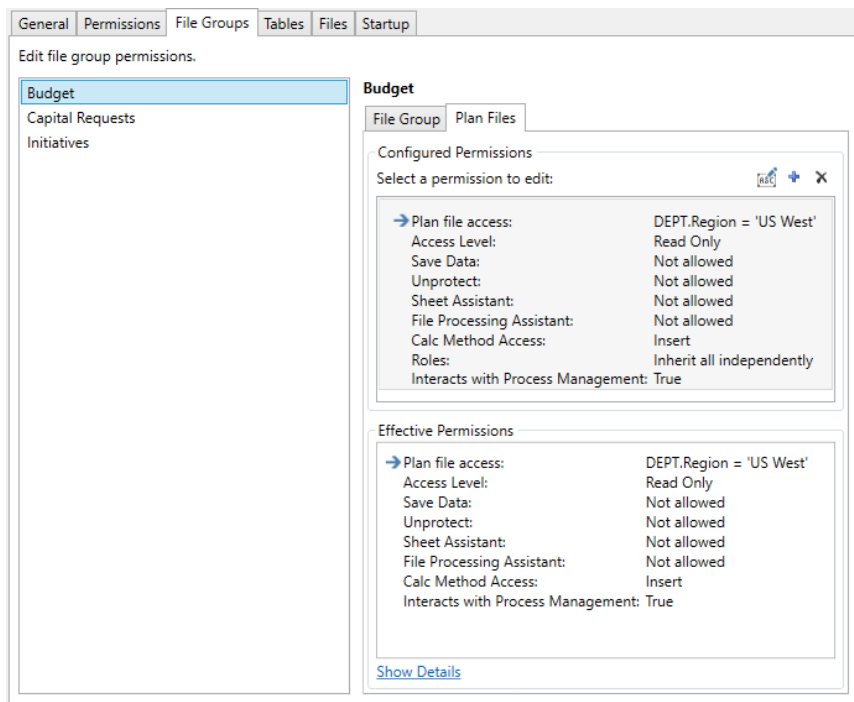 General Permissions File Groups Tables Files Startup
Edit file group permissions.
Budget
Capital Requests
Initiatives
Budget
File Group Plan Files
Configured Permissions
Select a permission to edit:
Plan file access: DEPT.Region = 'US West'
Access Level: Read Only
Save Data: Not allowed
Unprotect: Not allowed
Sheet Assistant: Not allowed
File Processing Assistant: Not allowed
Calc Method Access: Insert
Roles: Inherit all independently
Interacts with Process Management: True
Effective Permissions
Plan file access: DEPT.Region = 'US West'
Access Level: Read Only
Save Data: Not allowed
Unprotect: Not allowed
Sheet Assistant: Not allowed
File Processing Assistant: Not allowed
Calc Method Access: Insert
Interacts with Process Management: True
Show Details